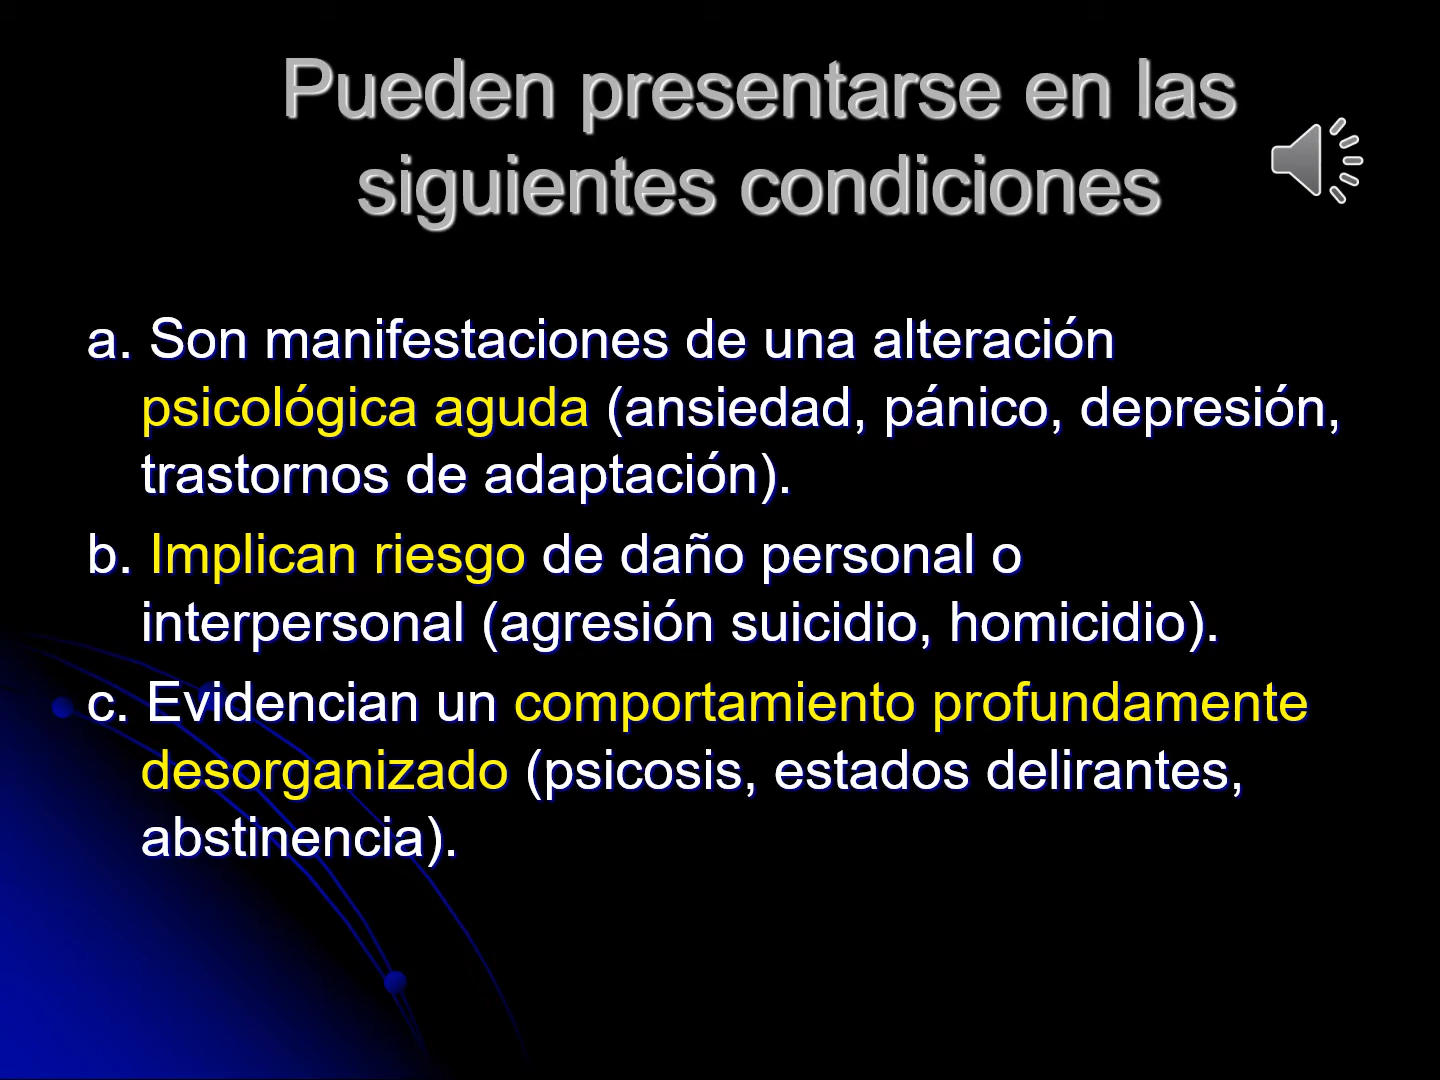 Pueden presentarse en las
siguientes condiciones
a. Son manifestaciones de una alteración
psicológica aguda (ansiedad, pánico, depresión,
trastornos de adaptación).
b. Implican riesgo de daño personal o
interpersonal (agresión suicidio, homicidio).
c. Evidencian un comportamiento profundamente
desorganizado (psicosis, estados delirantes,
abstinencia).